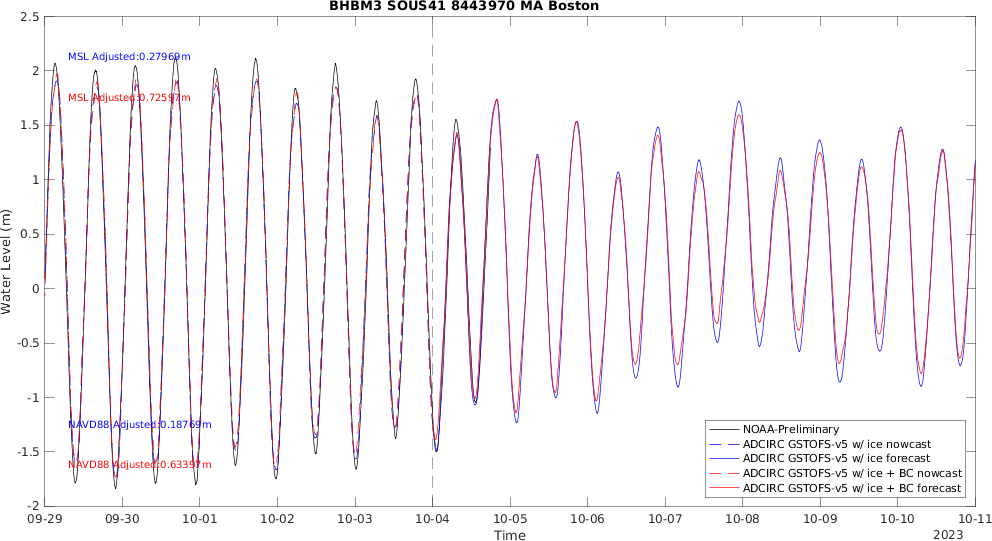 BHBM3 SOUS41 8443970 MA Boston
2.5
2
1.5
1
0.5
0
-0.5
-1
-1.5
-2
Water Level (m)
MSL Adjusted:0.27969m
MSL Adjusted:0.72597m
NAVD88 Adjusted:0.18769m
NAVD88 Adjusted:0.63397m
NOAA-Preliminary
ADCIRC GSTOFS-v5 w/ ice nowcast
ADCIRC GSTOFS-v5 w/ ice forecast
ADCIRC GSTOFS-v5 w/ ice + BC nowcast
ADCIRC GSTOFS-v5 w/ ice + BC forecast
09-29 09-30 10-01 10-02 10-03 10-04 10-05 10-06 10-07 10-08 10-09 10-10 10-11
Time
2023